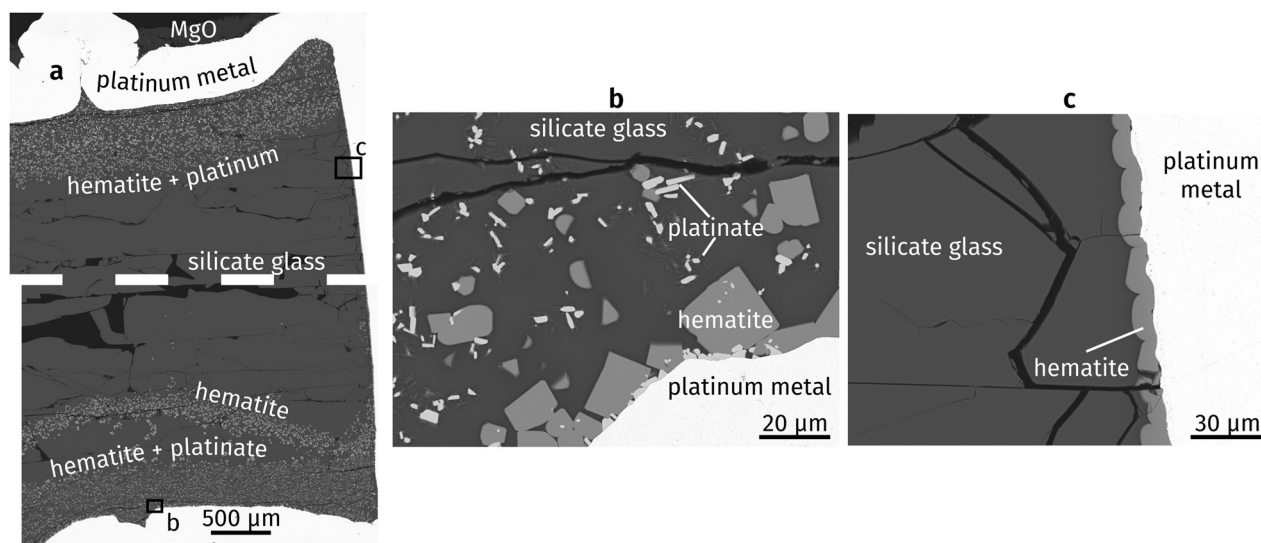 MgO
a
platinum metal
c
hematite + platinum
silicate glass
hematite
hematite + platinate
b
500 µm
b
silicate glass
platinate
hematite
platinum metal
20 µm
c
platinum
metal
silicate glass
hematite
30 µm